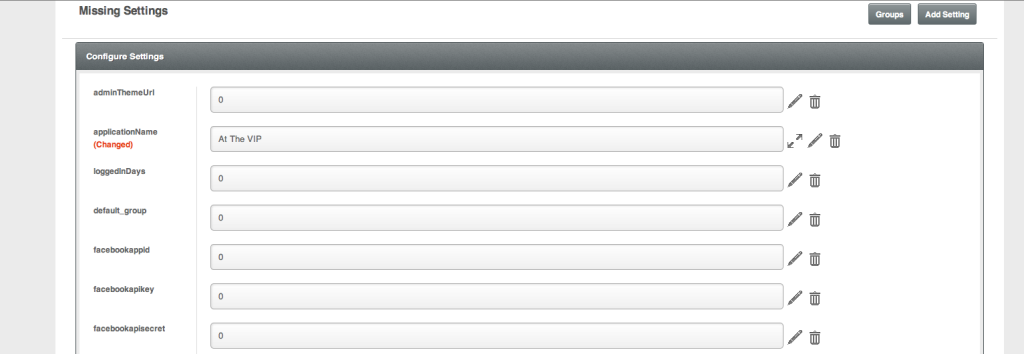 Missing Settings
Groups
Add Setting
Configure Settings
adminThemeUrl
0
applicationName
(Changed)
At The VIP
loggedInDays
0
default_group
0
facebookappid
0
facebookapikey
0
facebookapisecret
0